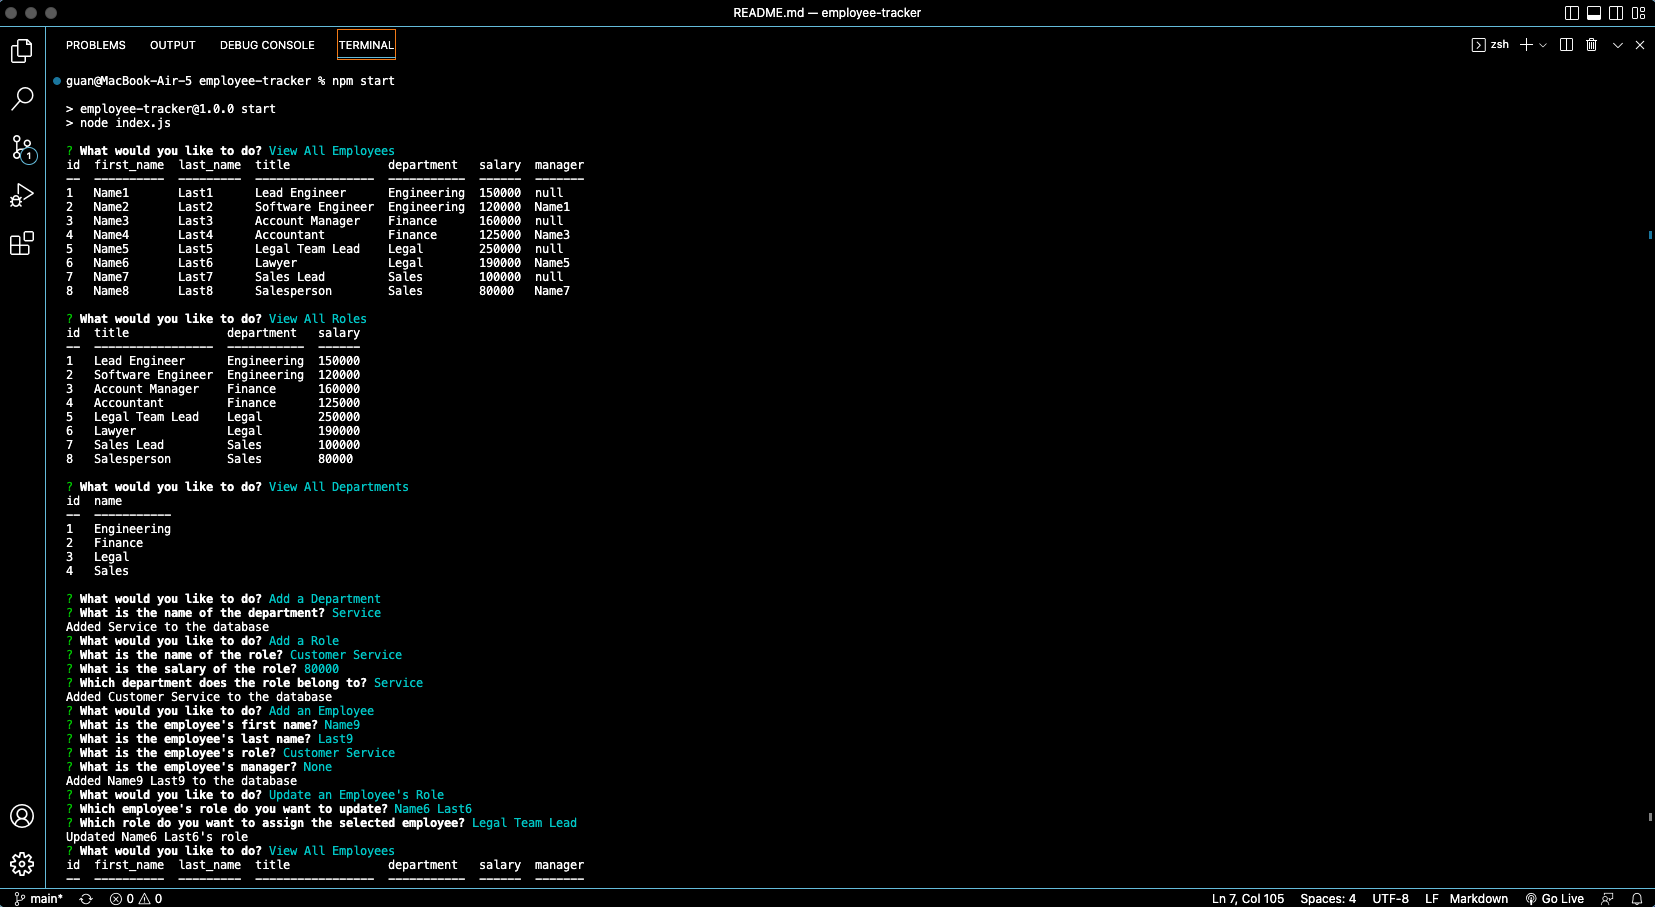 README.md — employee-tracker
PROBLEMS OUTPUT DEBUG CONSOLE TERMINAL zsh
guan@MacBook-Air-5 employee-tracker % npm start
> employee-tracker@1.0.0 start
> node index.js
? What would you like to do? View All Employees
id first_name last_name title department salary manager
-- ---------- --------- ----------------- ----------- ------ -------
1 Name1 Last1 Lead Engineer Engineering 150000 null
2 Name2 Last2 Software Engineer Engineering 120000 Name1
3 Name3 Last3 Account Manager Finance 160000 null
4 Name4 Last4 Accountant Finance 125000 Name3
5 Name5 Last5 Legal Team Lead Legal 250000 null
6 Name6 Last6 Lawyer Legal 190000 Name5
7 Name7 Last7 Sales Lead Sales 100000 null
8 Name8 Last8 Salesperson Sales 80000 Name7
? What would you like to do? View All Roles
id title department salary
-- ----------------- ----------- ------
1 Lead Engineer Engineering 150000
2 Software Engineer Engineering 120000
3 Account Manager Finance 160000
4 Accountant Finance 125000
5 Legal Team Lead Legal 250000
6 Lawyer Legal 190000
7 Sales Lead Sales 100000
8 Salesperson Sales 80000
? What would you like to do? View All Departments
id name
-- -----------
1 Engineering
2 Finance
3 Legal
4 Sales
? What would you like to do? Add a Department
? What is the name of the department? Service
Added Service to the database
? What would you like to do? Add a Role
? What is the name of the role? Customer Service
? What is the salary of the role? 80000
? Which department does the role belong to? Service
Added Customer Service to the database
? What would you like to do? Add an Employee
? What is the employee's first name? Name9
? What is the employee's last name? Last9
? What is the employee's role? Customer Service
? What is the employee's manager? None
Added Name9 Last9 to the database
? What would you like to do? Update an Employee's Role
? Which employee's role do you want to update? Name6 Last6
? Which role do you want to assign the selected employee? Legal Team Lead
Updated Name6 Last6's role
? What would you like to do? View All Employees
id first_name last_name title department salary manager
-- ---------- --------- ----------------- ----------- ------ -------
1
main* 0 0 Ln 7, Col 105 Spaces: 4 UTF-8 LF Markdown Go Live